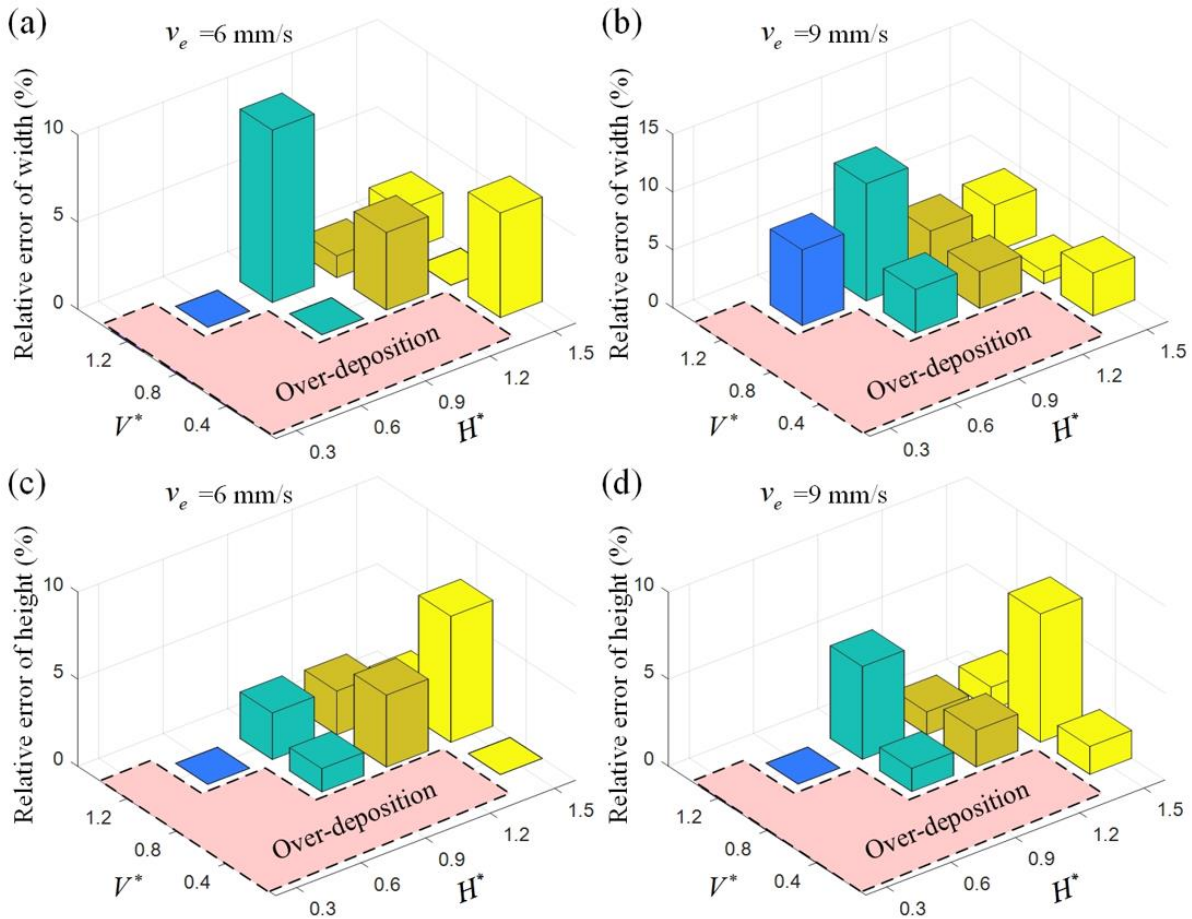 (a)
v_e =6 mm/s
Relative error of width (%)
10
5
0
1.2
0.8
0.4
V*
Over-deposition
0.3
0.6
0.9
1.2
1.5
H*
(b)
v_e =9 mm/s
Relative error of width (%)
15
10
5
0
1.2
0.8
0.4
V*
Over-deposition
0.3
0.6
0.9
1.2
1.5
H*
(c)
v_e =6 mm/s
Relative error of height (%)
10
5
0
1.2
0.8
0.4
V*
Over-deposition
0.3
0.6
0.9
1.2
1.5
H*
(d)
v_e =9 mm/s
Relative error of height (%)
10
5
0
1.2
0.8
0.4
V*
Over-deposition
0.3
0.6
0.9
1.2
1.5
H*